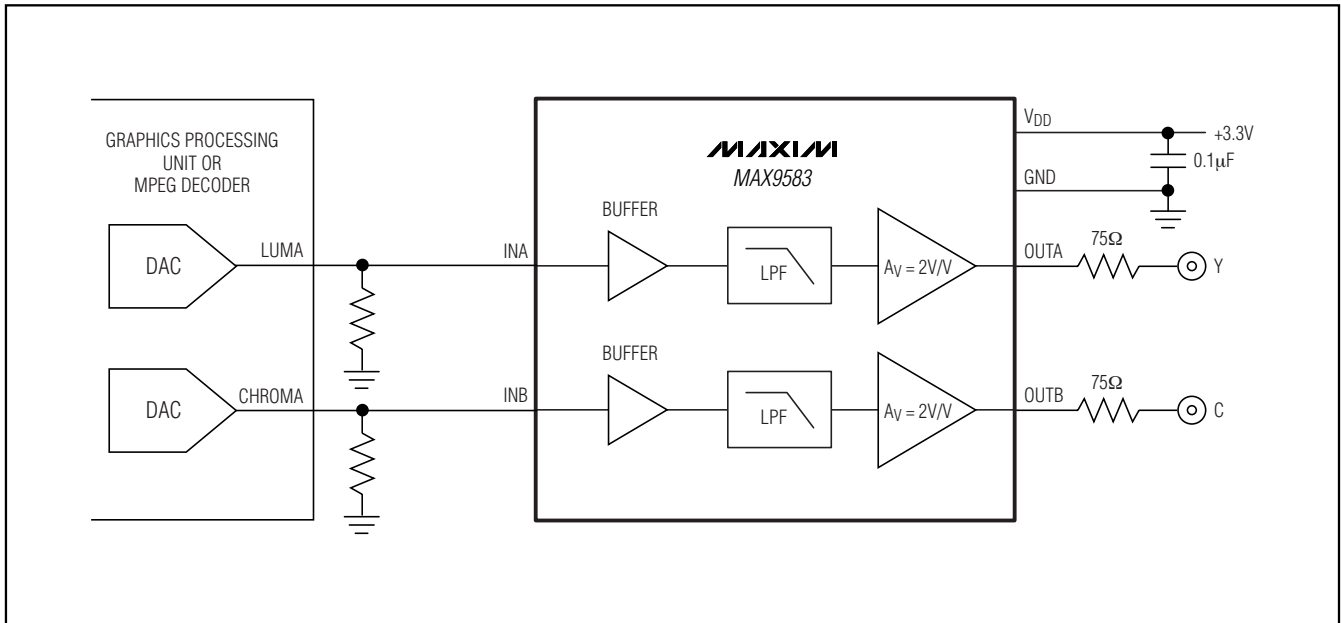 GRAPHICS PROCESSING
UNIT OR
MPEG DECODER
DAC
LUMA
DAC
CHROMA
INA
INB
MAXIM
MAX9583
BUFFER
LPF
AV = 2V/V
BUFFER
LPF
AV = 2V/V
VDD
+3.3V
0.1µF
GND
OUTA
75Ω
Y
OUTB
75Ω
C